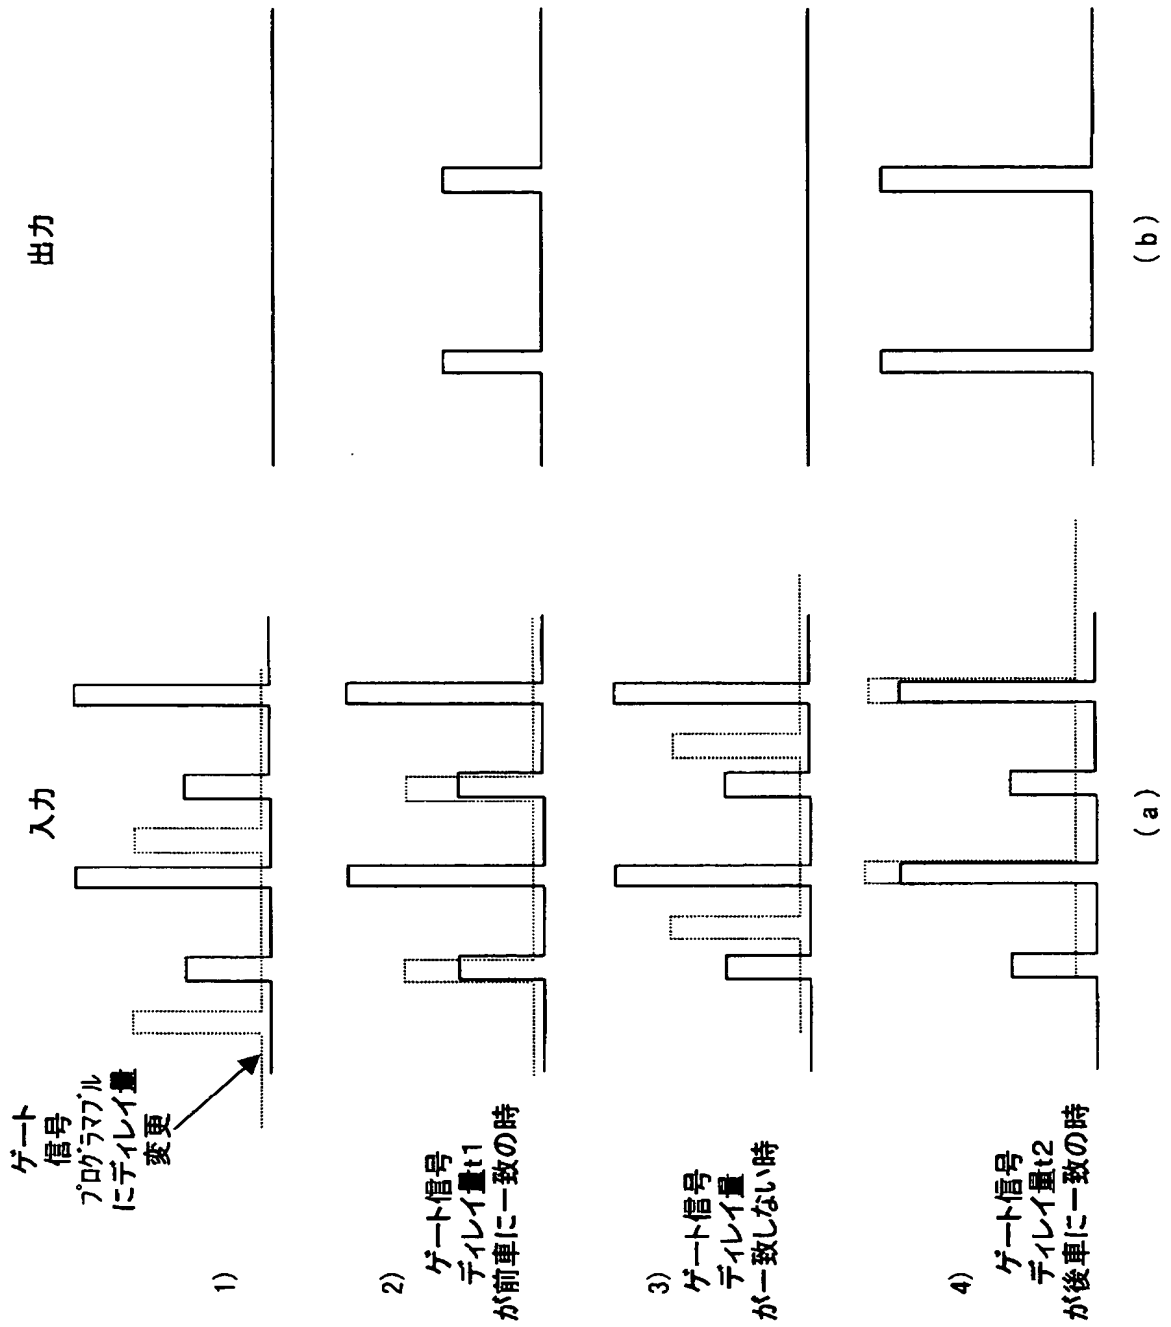 入力
出力
ゲート
信号
プログラマブル
にディレイ量
変更
1)
2)
ゲート信号
ディレイ量t1
が前車に一致の時
3)
ゲート信号
ディレイ量
が一致しない時
4)
ゲート信号
ディレイ量t2
が後車に一致の時
(a)
(b)